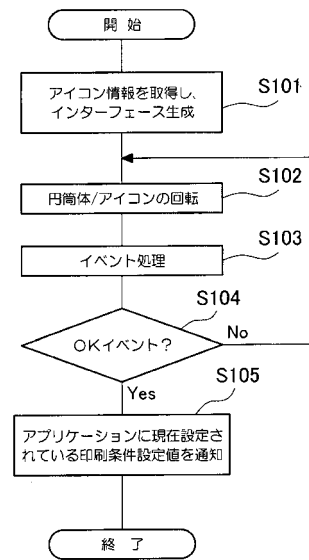 開 始
アイコン情報を取得し、
インターフェース生成
S101
円筒体/アイコンの回転
S102
イベント処理
S103
OKイベント?
S104
No
Yes
アプリケーションに現在設定さ
れている印刷条件設定値を通知
S105
終 了